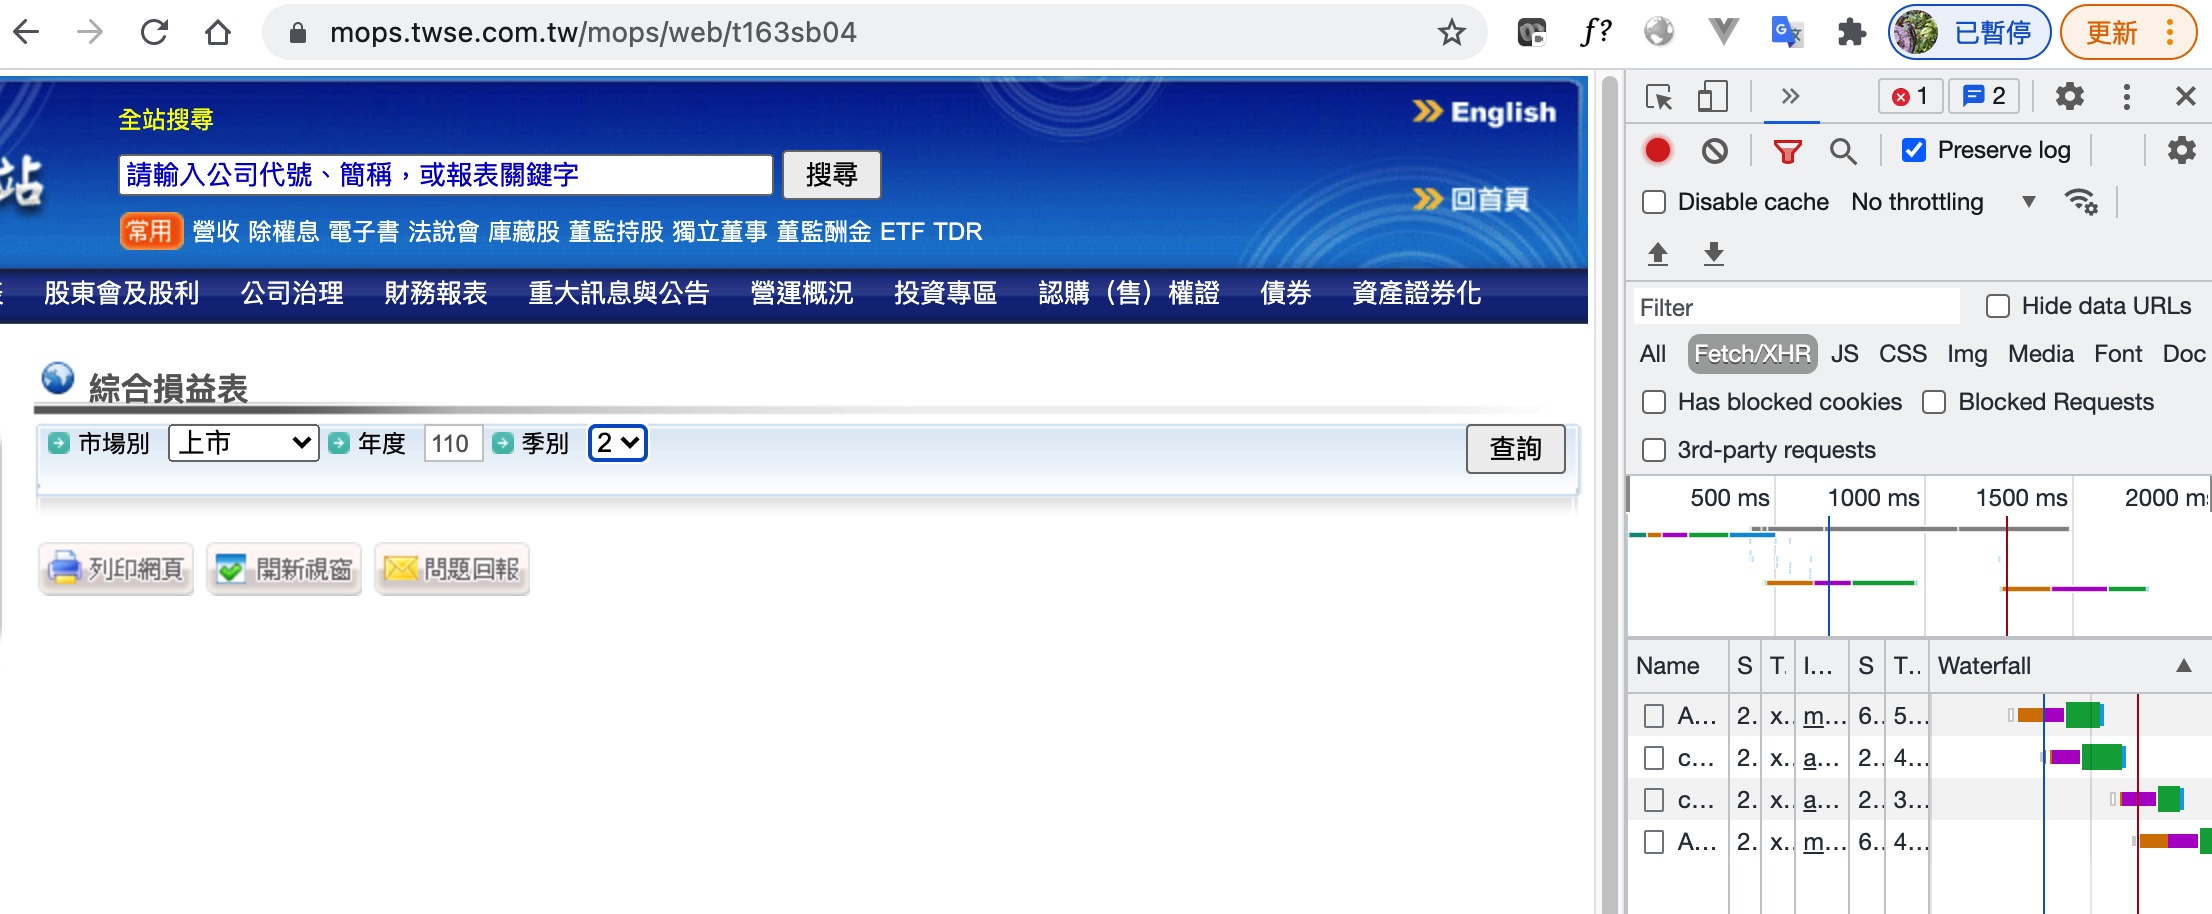 mops.twse.com.tw/mops/web/t163sb04
f?
已暫停
更新
全站搜尋
English
站
請輸入公司代號、簡稱，或報表關鍵字
搜尋
回首頁
常用 營收 除權息 電子書 法說會 庫藏股 董監持股 獨立董事 董監酬金 ETF TDR
股東會及股利 公司治理 財務報表 重大訊息與公告 營運概況 投資專區 認購（售）權證 債券 資產證券化
綜合損益表
市場別 上市 年度 110 季別 2 查詢
列印網頁 開新視窗 問題回報
1 2
Preserve log
Disable cache No throttling
Filter Hide data URLs
All Fetch/XHR JS CSS Img Media Font Doc
Has blocked cookies Blocked Requests
3rd-party requests
500 ms 1000 ms 1500 ms 2000 m
Name S T. I... S T.. Waterfall
A... 2. x.. m... 6.. 5...
c... 2. x.. a... 2.. 4...
c... 2. x.. a... 2.. 3...
A... 2. x.. m... 6.. 4...